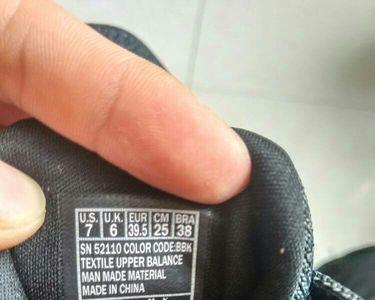 U.S. U.K. EUR CM BRA
7 6 39.5 25 38
SN 52110 COLOR CODE:BBK
TEXTILE UPPER BALANCE
MAN MADE MATERIAL
MADE IN CHINA